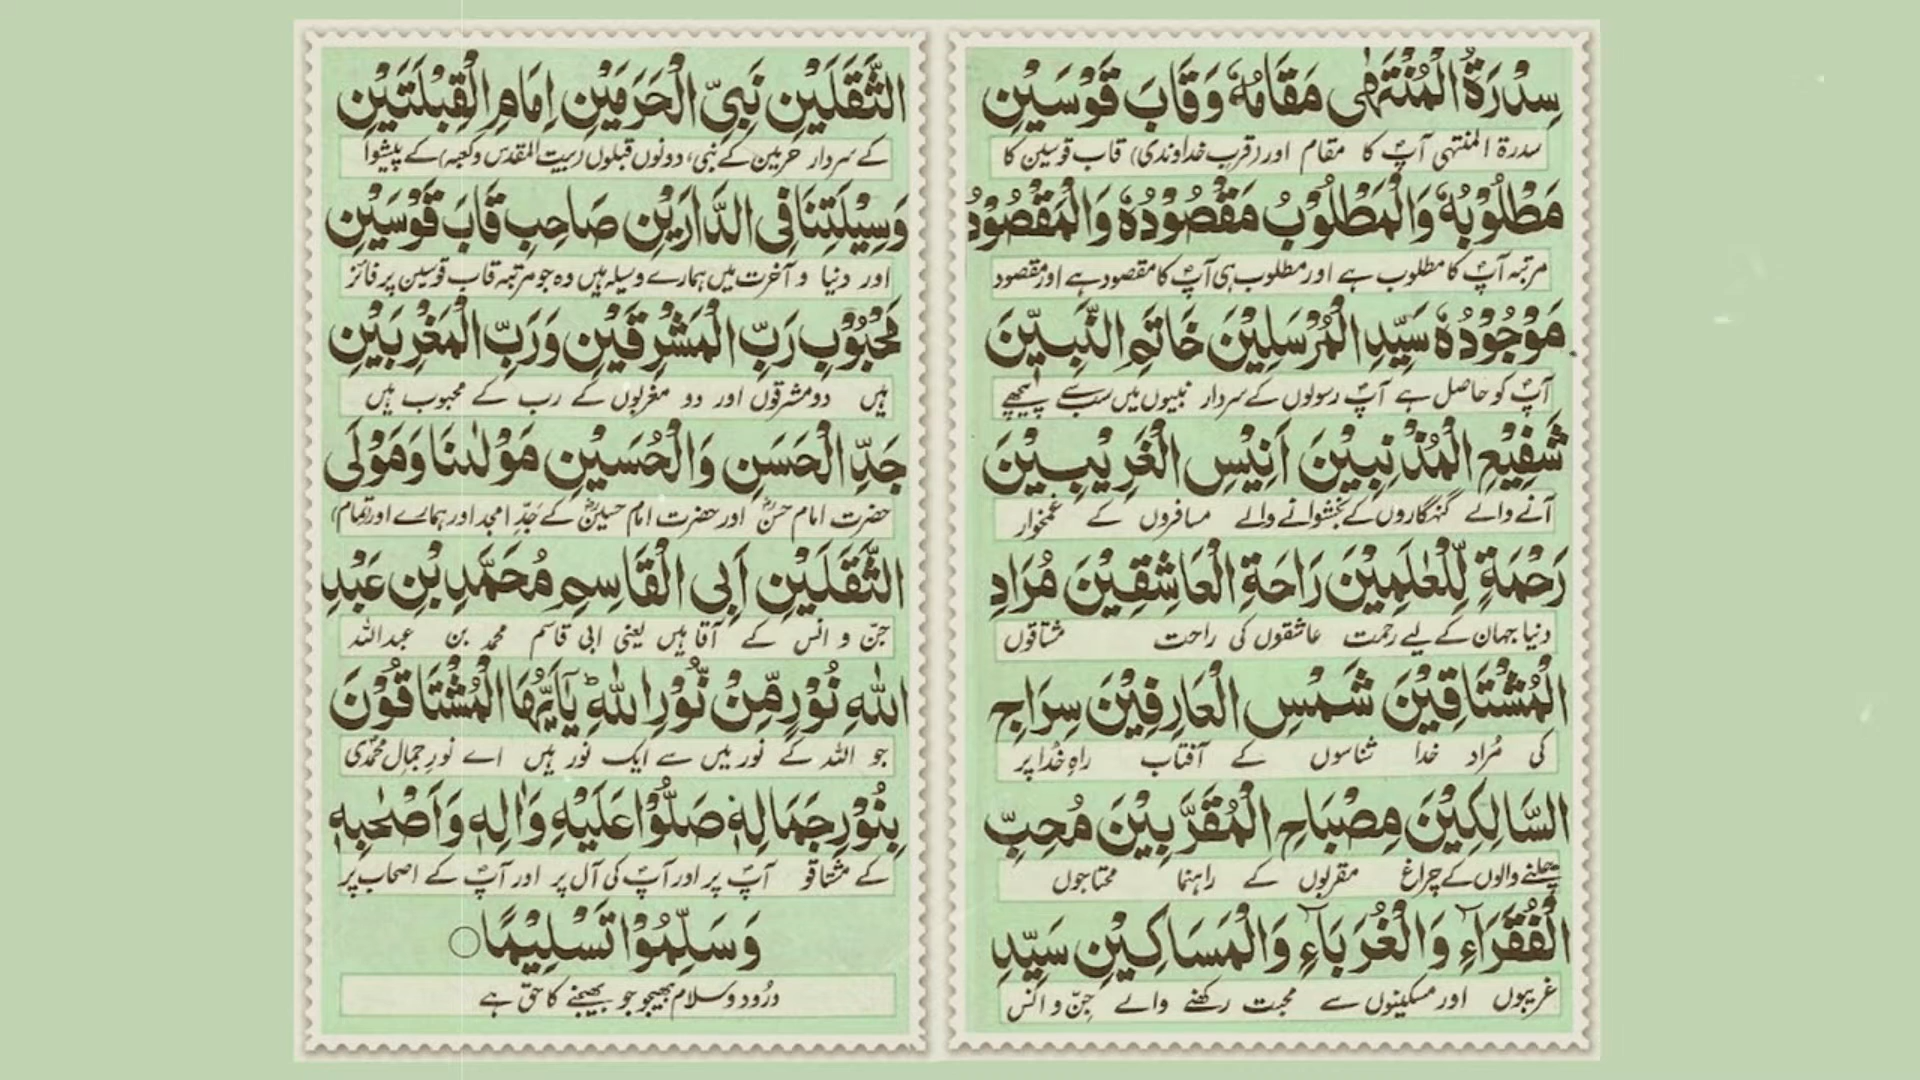 سِدْرَةُ الْمُنْتَهٰى مَقَامُهٗ وَقَابَ قَوْسَيْنِ
سدرۃ المنتہی آپؐ کا مقام اور (قرب خداوندی) قاب قوسین کا
مَطْلُوْبُهٗ وَالْمَطْلُوْبُ مَقْصُوْدُهٗ وَالْمَقْصُوْدُ
مرتبہ آپؐ کا مطلوب ہے اور مطلوب ہی آپؐ کا مقصود ہے اور مقصود
مَوْجُوْدُهٗ سَيِّدِ الْمُرْسَلِيْنَ خَاتَمِ النَّبِيّيْنَ
آپؐ کو حاصل ہے آپؐ رسولوں کے سردار نبیوں میں سب سے پیچھے
شَفِيْعِ الْمُذْنِبِيْنَ اَنِيْسِ الْغَرِيْبِيْنَ
آنے والے گنہگاروں کے بخشوانے والے مسافروں کے غمخوار
رَحْمَةٍ لِّلْعٰلَمِيْنَ رَاحَةِ الْعَاشِقِيْنَ مُرَادِ
دنیا جہان کے لیے رحمت عاشقوں کی راحت مشتاقوں
الْمُشْتَاقِيْنَ شَمْسِ الْعَارِفِيْنَ سِرَاجِ
کی مُراد خدا شناسوں کے آفتاب راہِ خُدا پر
السَّالِكِيْنَ مِصْبَاحِ الْمُقَرَّبِيْنَ مُحِبِّ
چلنے والوں کے چراغ مقربوں کے راہنما محتاجوں
الْفُقَرَآءِ وَالْغُرَبَآءِ وَالْمَسَاكِيْنِ سَيِّدِ
غریبوں اور مسکینوں سے محبت رکھنے والے جِنّ و انس
الثَّقَلَيْنِ نَبِيِّ الْحَرَمَيْنِ اِمَامِ الْقِبْلَتَيْنِ
کے سردار حرمین کے نبی، دونوں قبلوں (بیت المقدس و کعبہ) کے پیشوا
وَسِيْلَتِنَا فِي الدَّارَيْنِ صَاحِبِ قَابَ قَوْسَيْنِ
اور دنیا و آخرت میں ہمارے وسیلہ ہیں وہ جو مرتبہ قاب قوسین پر فائز
مَحْبُوْبِ رَبِّ الْمَشْرِقَيْنِ وَرَبِّ الْمَغْرِبَيْنِ
ہیں دو مشرقوں اور دو مغربوں کے رب کے محبوب ہیں
جَدِّ الْحَسَنِ وَالْحُسَيْنِ مَوْلٰنَا وَمَوْلَى
حضرت امام حسنؓ اور حضرت امام حسینؓ کے جَدِّ امجد اور ہمارے اور (تمام)
الثَّقَلَيْنِ اَبِى الْقَاسِمِ مُحَمَّدِ بْنِ عَبْدِ
جنّ و انس کے آقا ہیں یعنی ابی قاسم محمد بن عبداللہ
اللهِ نُوْرٍ مِّنْ نُّوْرِ اللهِ ؕ يٰٓاَيُّهَا الْمُشْتَاقُوْنَ
جو اللہ کے نور میں سے ایک نور ہیں اے نورِ جمالِ محمّدی
بِنُوْرِ جَمَالِهٖ صَلُّوْا عَلَيْهِ وَاٰلِهٖ وَاَصْحٰبِهٖ
کے مشتاقو آپؐ پر اور آپؐ کی آل پر اور آپؐ کے اصحاب پر
وَسَلِّمُوْا تَسْلِيْمًا○
درُود و سلام بھیجو جو بھیجنے کا حق ہے